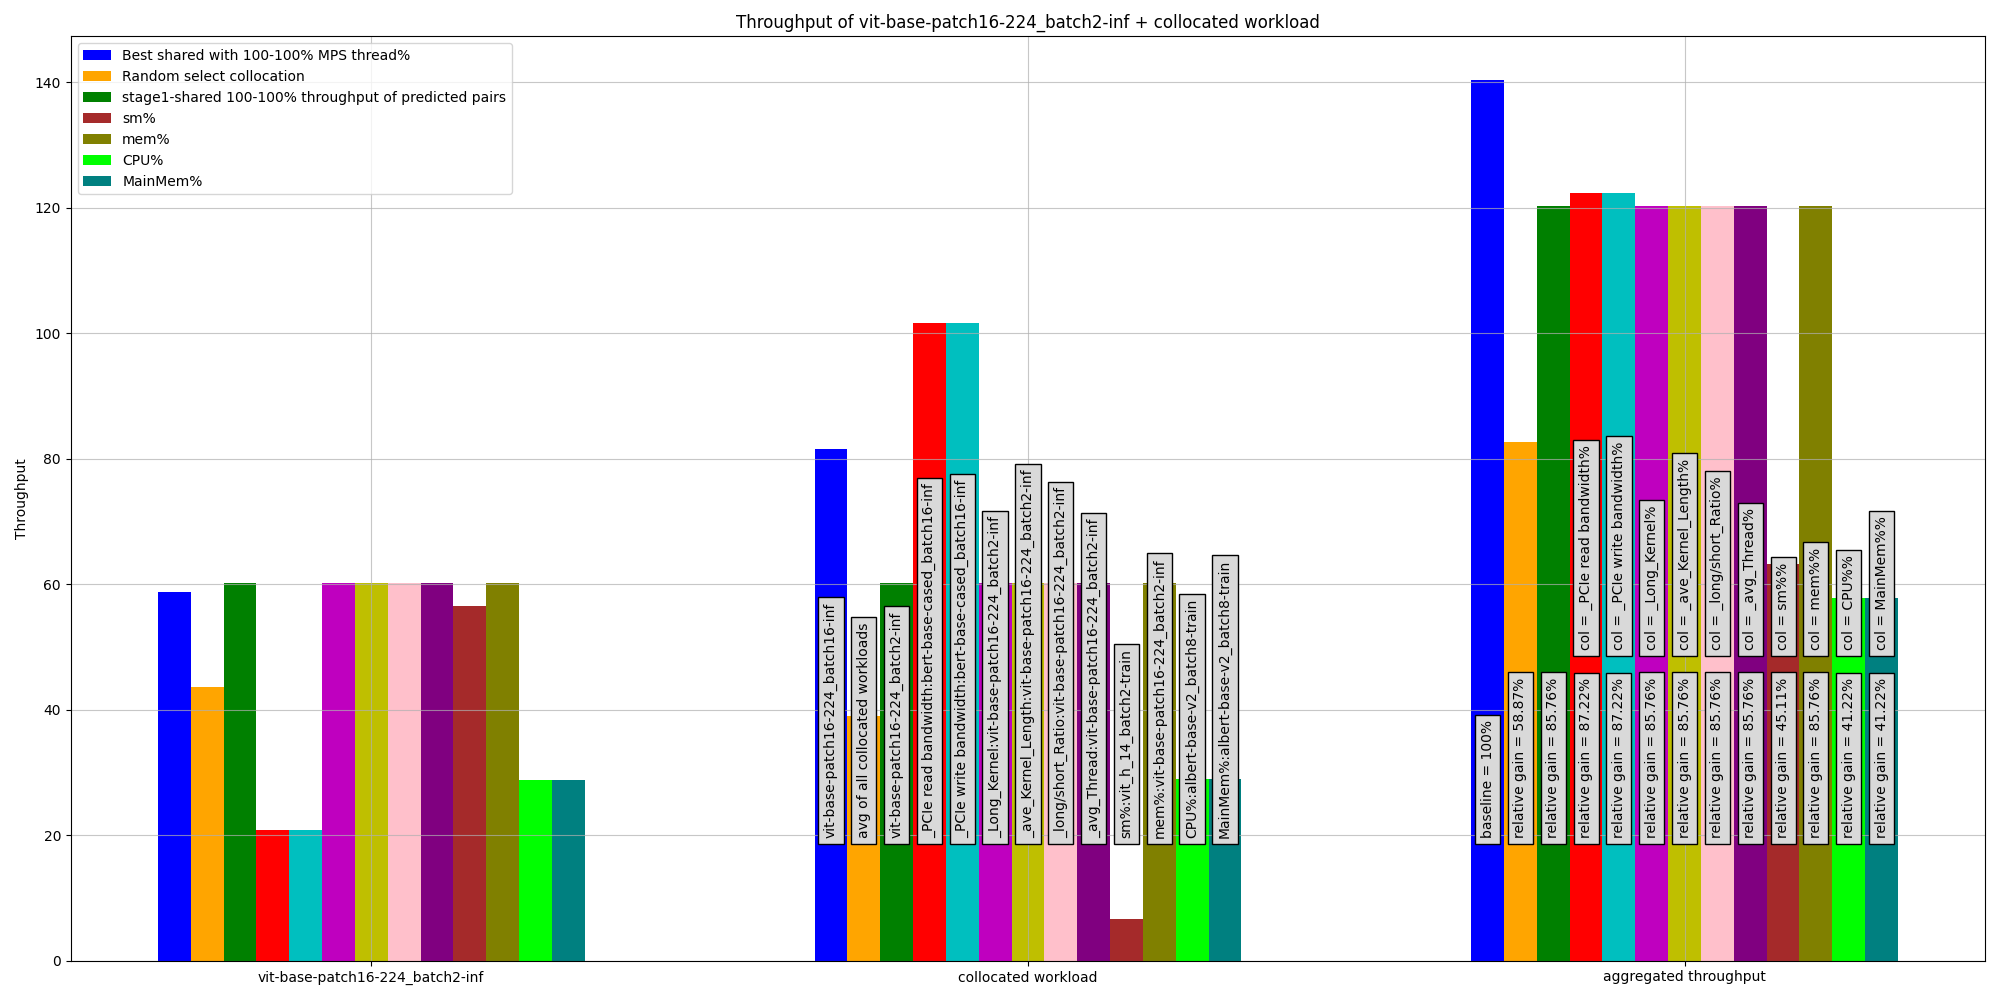 Throughput of vit-base-patch16-224_batch2-inf + collocated workload
Best shared with 100-100% MPS thread%
Random select collocation
stage1-shared 100-100% throughput of predicted pairs
sm%
mem%
CPU%
MainMem%
Throughput
140
120
100
80
60
40
20
0
vit-base-patch16-224_batch16-inf
avg of all collocated workloads
vit-base-patch16-224_batch2-inf
_PCIe read bandwidth:bert-base-cased_batch16-inf
_PCIe write bandwidth:bert-base-cased_batch16-inf
_Long_Kernel:vit-base-patch16-224_batch2-inf
_ave_Kernel_Length:vit-base-patch16-224_batch2-inf
_long/short_Ratio:vit-base-patch16-224_batch2-inf
_avg_Thread:vit-base-patch16-224_batch2-inf
sm%:vit_h_14_batch2-train
mem%:vit-base-patch16-224_batch2-inf
CPU%:albert-base-v2_batch8-train
MainMem%:albert-base-v2_batch8-train
col = _PCIe read bandwidth%
col = _PCIe write bandwidth%
col = _Long_Kernel%
col = _ave_Kernel_Length%
col = _long/short_Ratio%
col = _avg_Thread%
col = sm%%
col = mem%%
col = CPU%%
col = MainMem%%
baseline = 100%
relative gain = 58.87%
relative gain = 85.76%
relative gain = 87.22%
relative gain = 87.22%
relative gain = 85.76%
relative gain = 85.76%
relative gain = 85.76%
relative gain = 85.76%
relative gain = 45.11%
relative gain = 85.76%
relative gain = 41.22%
relative gain = 41.22%
vit-base-patch16-224_batch2-inf
collocated workload
aggregated throughput